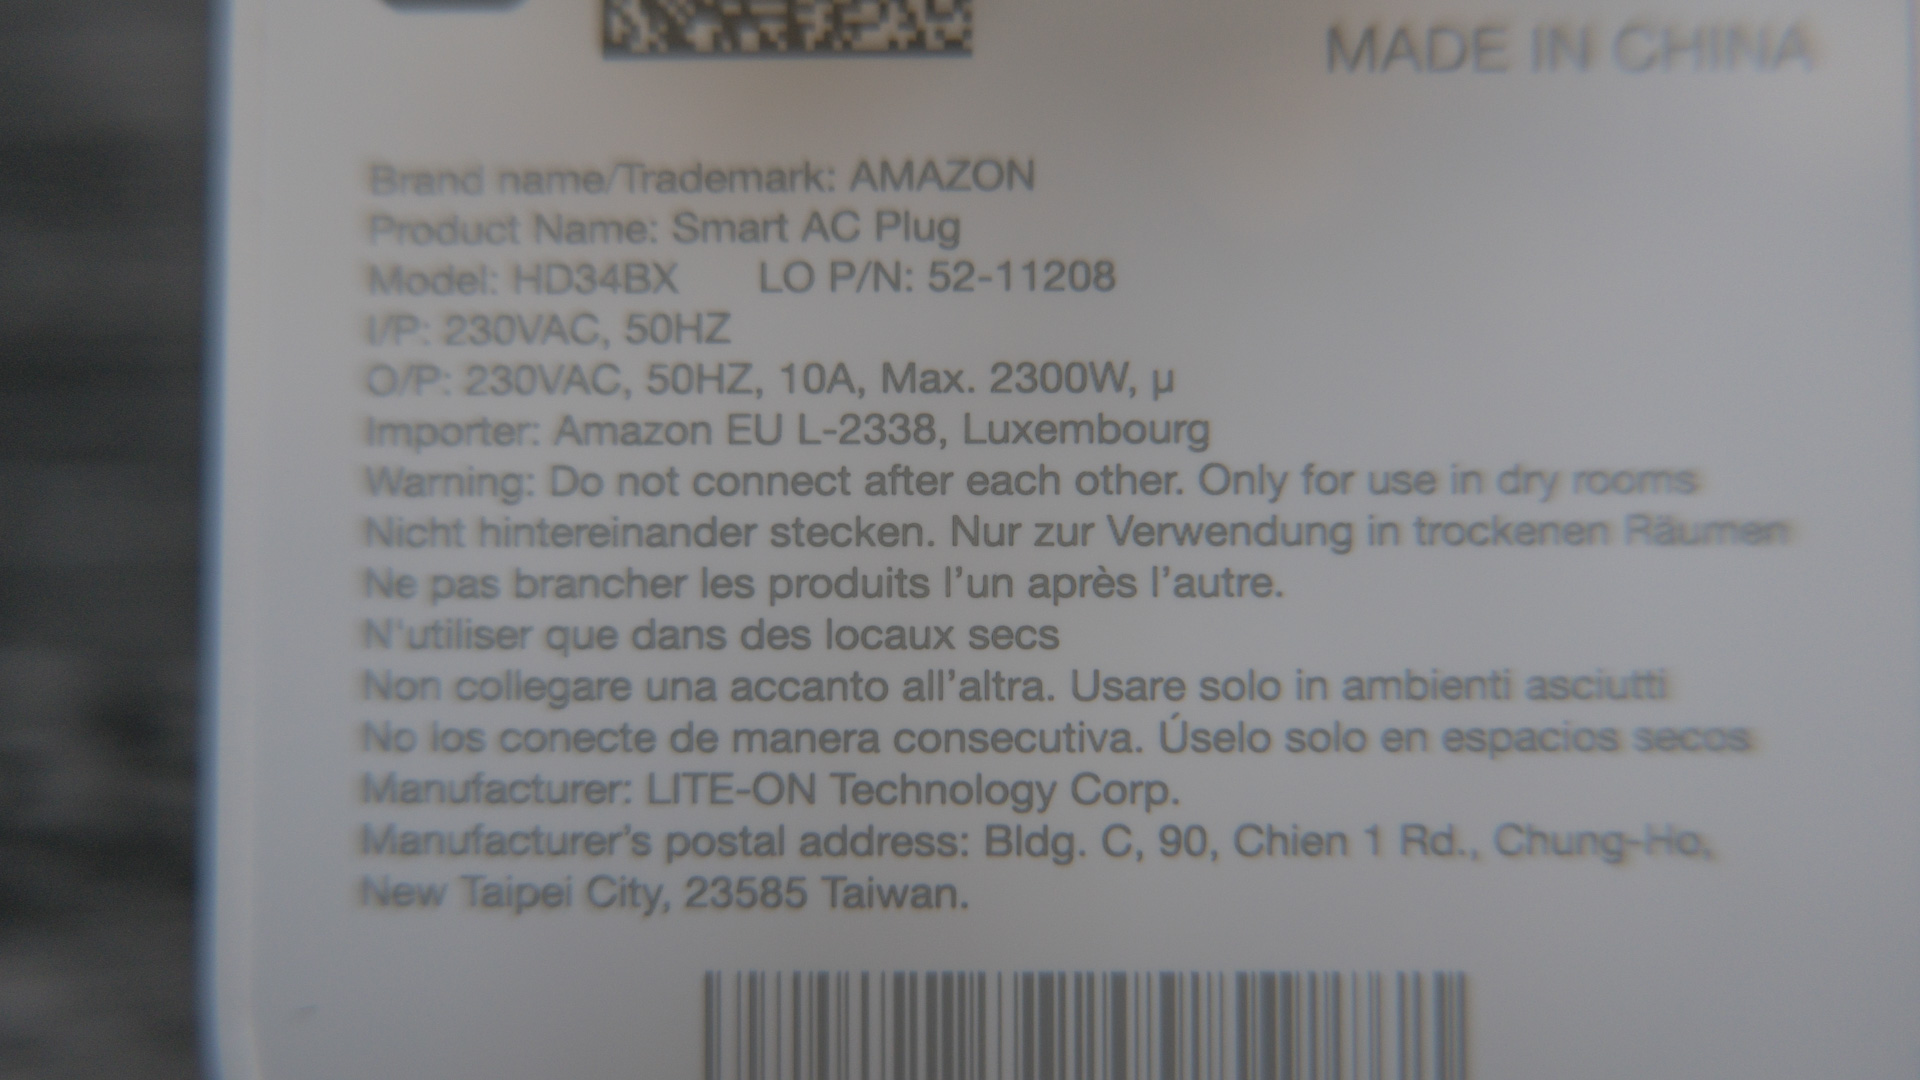 MADE IN CHINA
Brand name/Trademark: AMAZON
Product Name: Smart AC Plug
Model: HD34BX LO P/N: 52-11208
I/P: 230VAC, 50HZ
O/P: 230VAC, 50HZ, 10A, Max. 2300W, µ
Importer: Amazon EU L-2338, Luxembourg
Warning: Do not connect after each other. Only for use in dry rooms
Nicht hintereinander stecken. Nur zur Verwendung in trockenen Räumen
Ne pas brancher les produits l’un après l’autre.
N'utiliser que dans des locaux secs
Non collegare una accanto all’altra. Usare solo in ambienti asciutti
No los conecte de manera consecutiva. Úselo solo en espacios secos
Manufacturer: LITE-ON Technology Corp.
Manufacturer’s postal address: Bldg. C, 90, Chien 1 Rd., Chung-Ho,
New Taipei City, 23585 Taiwan.